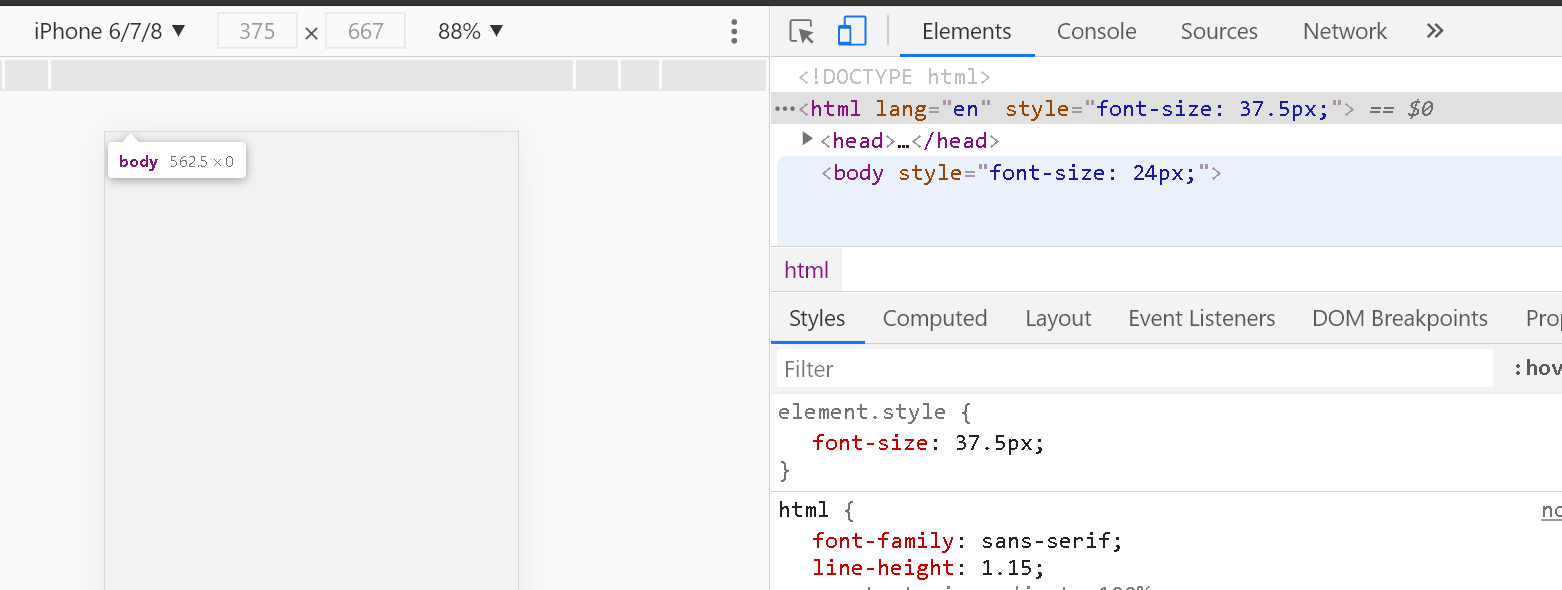 iPhone 6/7/8 ▼ 375 × 667 88% ▼
Elements Console Sources Network »
<!DOCTYPE html>
•••<html lang="en" style="font-size: 37.5px;"> == $0
▶<head>…</head>
<body style="font-size: 24px;">
body 562.5 × 0
html
Styles Computed Layout Event Listeners DOM Breakpoints
Filter :hov
element.style {
font-size: 37.5px;
}
html {
font-family: sans-serif;
line-height: 1.15;